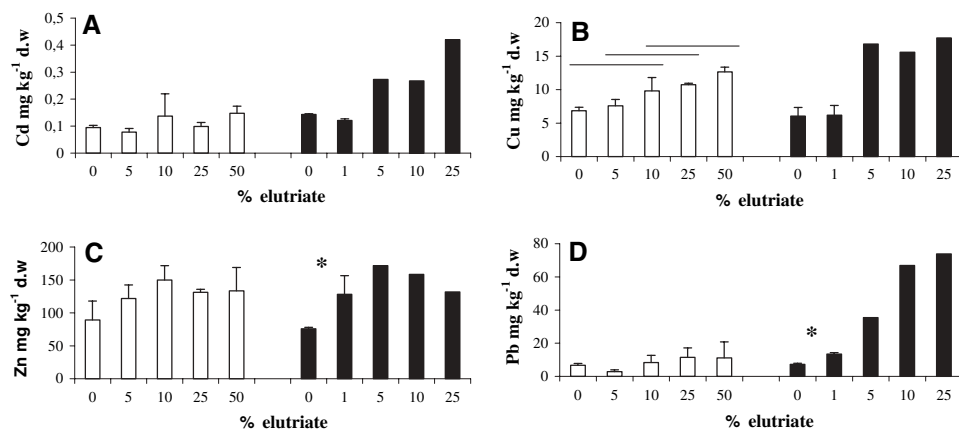 A
Cd mg kg-1 d.w
0,5
0,4
0,3
0,2
0,1
0
0 5 10 25 50 0 1 5 10 25
% elutriate
B
Cu mg kg-1 d.w
20
15
10
5
0
0 5 10 25 50 0 1 5 10 25
% elutriate
C
Zn mg kg-1 d.w
200
150
100
50
0
*
0 5 10 25 50 0 1 5 10 25
% elutriate
D
Pb mg kg-1 d.w
80
60
40
20
0
*
0 5 10 25 50 0 1 5 10 25
% elutriate